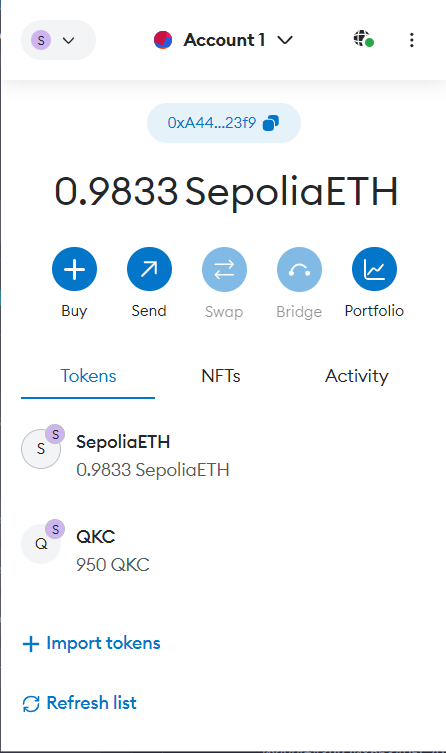 S
Account 1
0xA44...23f9
0.9833 SepoliaETH
Buy
Send
Swap
Bridge
Portfolio
Tokens
NFTs
Activity
S
S
SepoliaETH
0.9833 SepoliaETH
S
Q
QKC
950 QKC
Import tokens
Refresh list